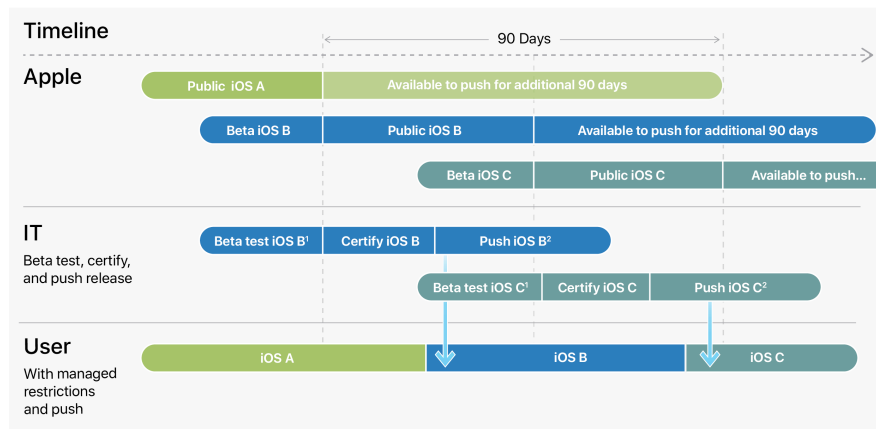 Timeline
90 Days
Apple
Public iOS A
Available to push for additional 90 days
Beta iOS B
Public iOS B
Available to push for additional 90 days
Beta iOS C
Public iOS C
Available to push...
IT
Beta test, certify,
and push release
Beta test iOS B¹
Certify iOS B
Push iOS B²
Beta test iOS C¹
Certify iOS C
Push iOS C²
User
With managed
restrictions
and push
iOS A
iOS B
iOS C